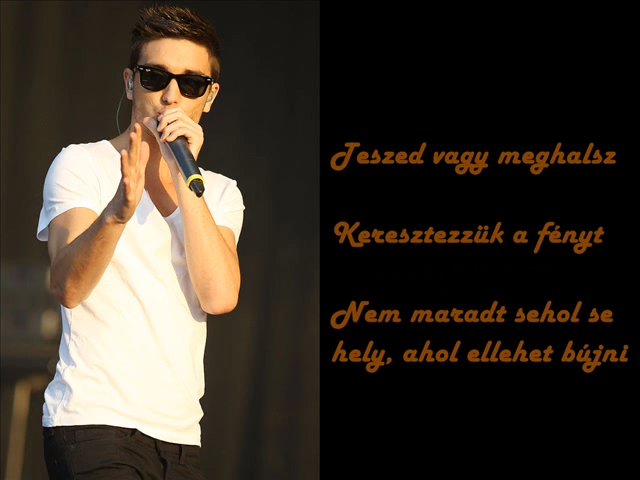 Teszed vagy meghalsz
Keresztezzük a fényt
Nem maradt sehol se
hely, ahol ellehet bújni